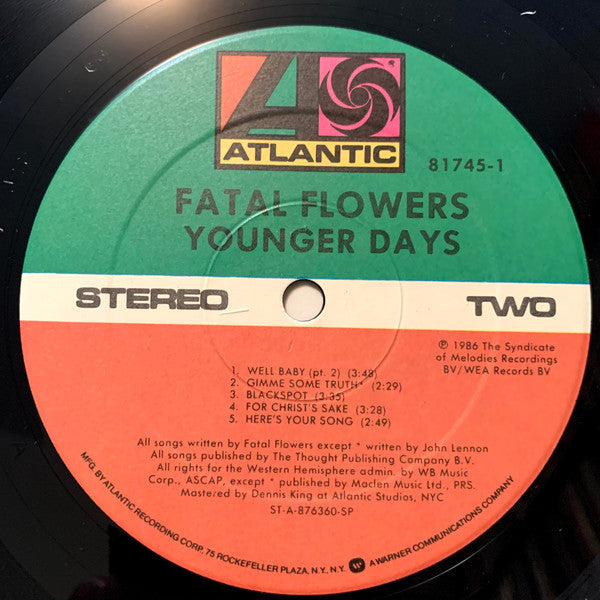 ATLANTIC
81745-1
FATAL FLOWERS
YOUNGER DAYS
STEREO
TWO
℗ 1986 The Syndicate
of Melodies Recordings
BV/WEA Records BV
1. WELL BABY (pt. 2) (3:48)
2. GIMME SOME TRUTH* (2:29)
3. BLACKSPOT (3:35)
4. FOR CHRIST'S SAKE (3:28)
5. HERE'S YOUR SONG (2:49)
All songs written by Fatal Flowers except * written by John Lennon
All songs published by The Thought Publishing Company B.V.
All rights for the Western Hemisphere admin. by WB Music
Corp., ASCAP, except * published by Maclen Music Ltd., PRS.
Mastered by Dennis King at Atlantic Studios, NYC
ST-A-876360-SP
MFG. BY ATLANTIC RECORDING CORP., 75 ROCKEFELLER PLAZA, N.Y., N.Y. A WARNER COMMUNICATIONS COMPANY